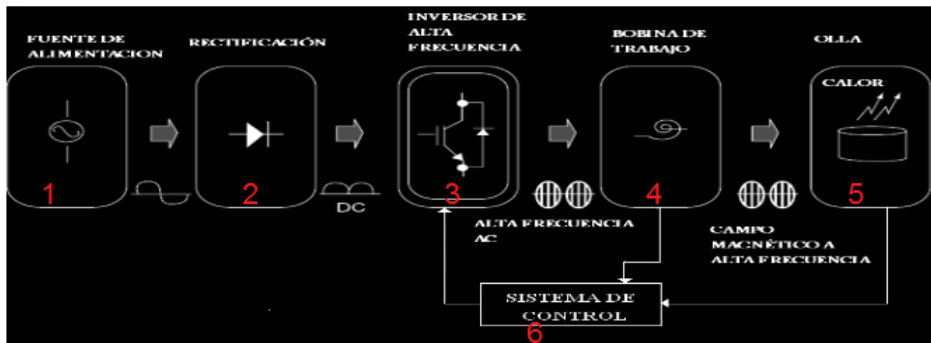 FUENTE DE
ALIMENTACION
1
RECTIFICACIÓN
2
DC
INVERSOR DE
ALTA
FRECUENCIA
3
ALTA FRECUENCIA
AC
BOBINA DE
TRABAJO
4
CAMPO
MAGNÉTICO A
ALTA FRECUENCIA
OLLA
CALOR
5
SISTEMA DE
CONTROL
6